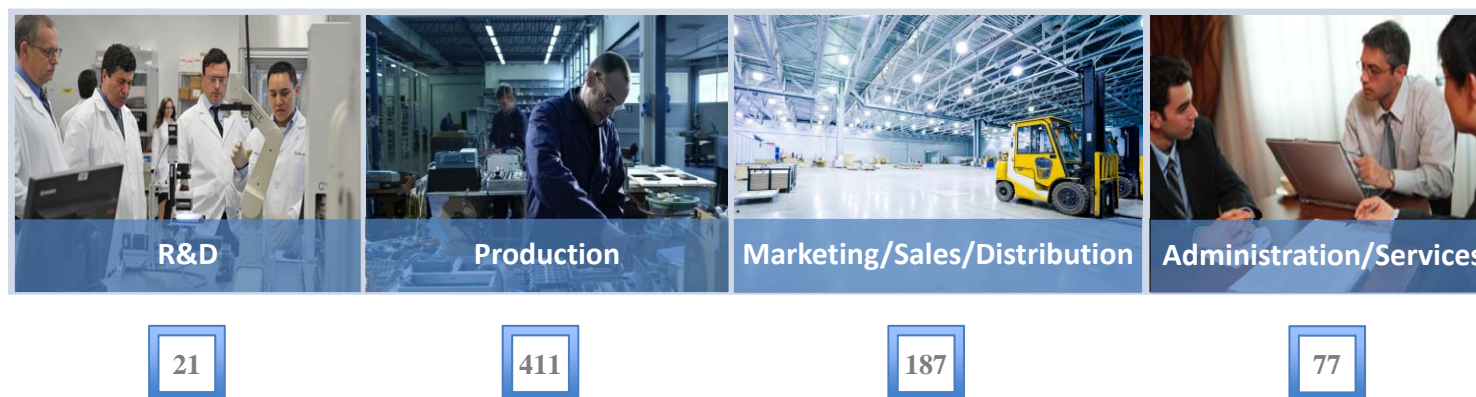 R&D
Production
Marketing/Sales/Distribution
Administration/Services
21
411
187
77